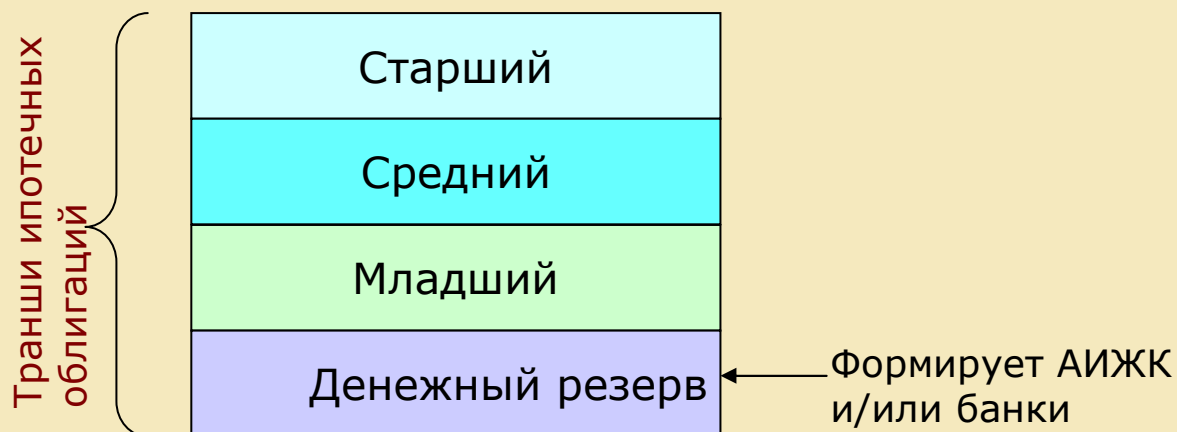 Транши ипотечных
облигаций
Старший
Средний
Младший
Денежный резерв
Формирует АИЖК
и/или банки